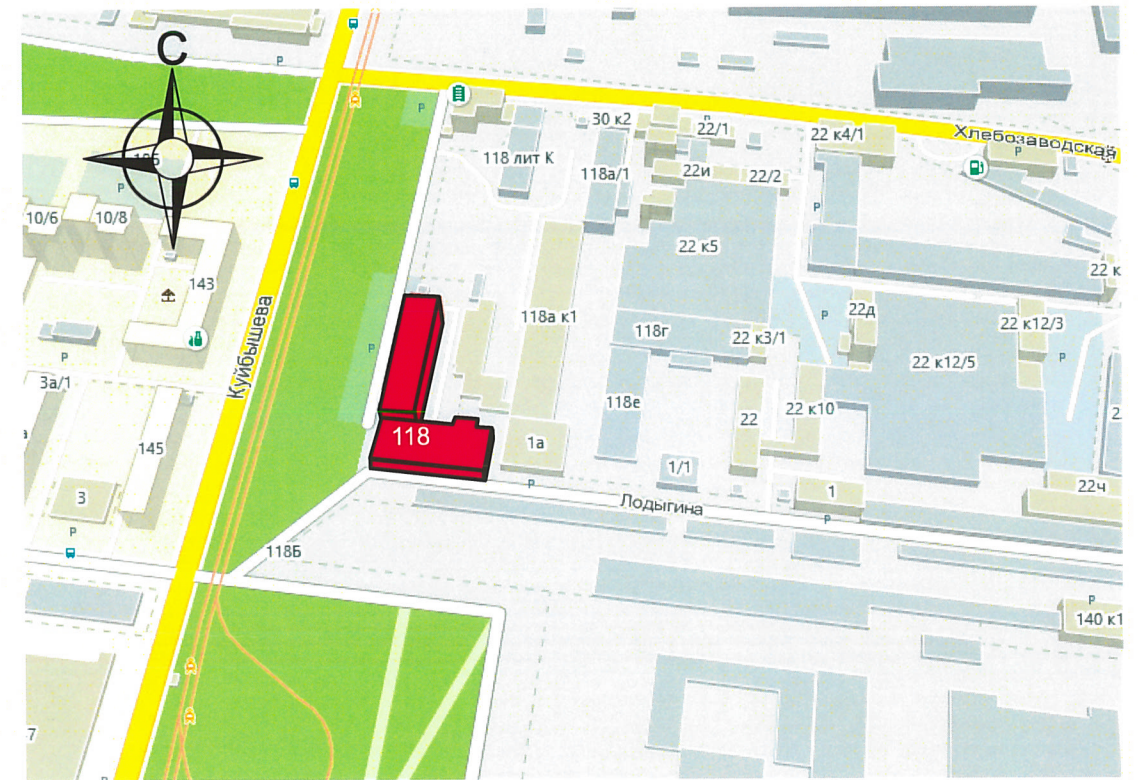 С
Р
Р
Р
30 к2
22/1
22 к4/1
Хлебозаводская
Р
118 лит К
118а/1
22и
22/2
Р
10/6
10/8
Р
22 к5
143
22 к
Куйбышева
118а к1
118г
22 к3/1
22д
22 к12/3
Р
Р
Р
Р
3а/1
22 к12/5
118е
22
22 к10
118
1а
145
1/1
3
Р
1
22ч
Лодыгина
Р
Р
118Б
Р
140 к1
7